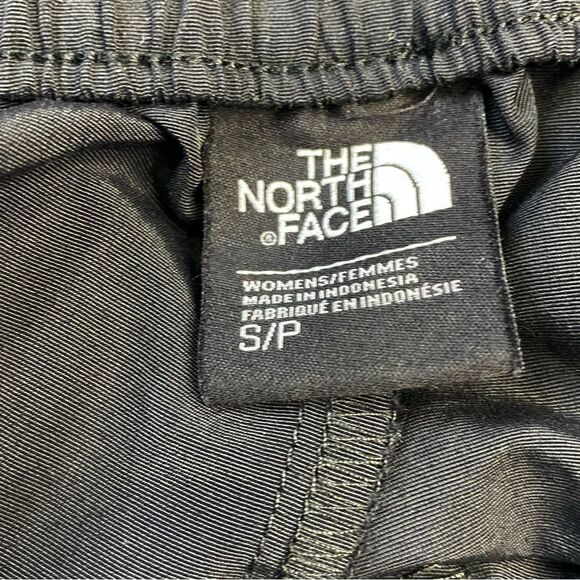 THE
NORTH
®FACE
WOMENS/FEMMES
MADE IN INDONESIA
FABRIQUÉ EN INDONÉSIE
S/P